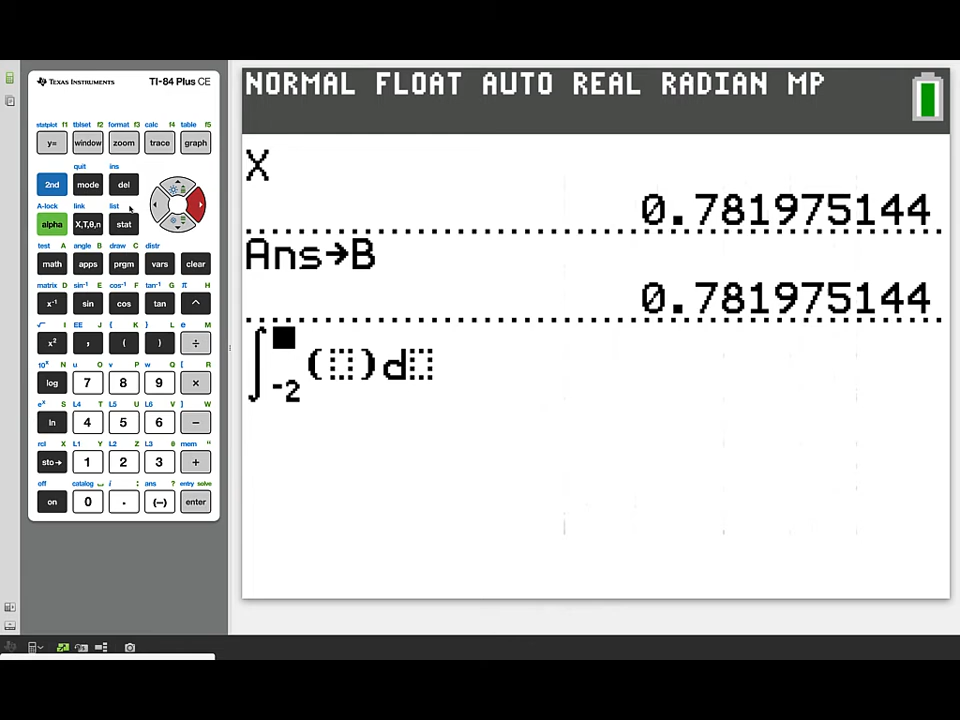 TEXAS INSTRUMENTS TI-84 Plus CE
statplot f1 tblset f2 format f3 calc f4 table f5
y= window zoom trace graph
quit ins
2nd mode del
A-lock link list
alpha X,T,θ,n stat
test A angle B draw C distr
math apps prgm vars clear
matrix D sin⁻¹ E cos⁻¹ F tan⁻¹ G π H
x⁻¹ sin cos tan ^
√ I EE J { K } L e M
x² , ( ) ÷
10ˣ N u O v P w Q [ R
log 7 8 9 ×
eˣ S L4 T L5 U L6 V ] W
ln 4 5 6 −
rcl X L1 Y L2 Z L3 θ mem "
sto→ 1 2 3 +
off catalog i : ans ? entry solve
on 0 . (−) enter
NORMAL FLOAT AUTO REAL RADIAN MP
X
0.781975144
Ans→B
0.781975144
∫ -2 ( )d